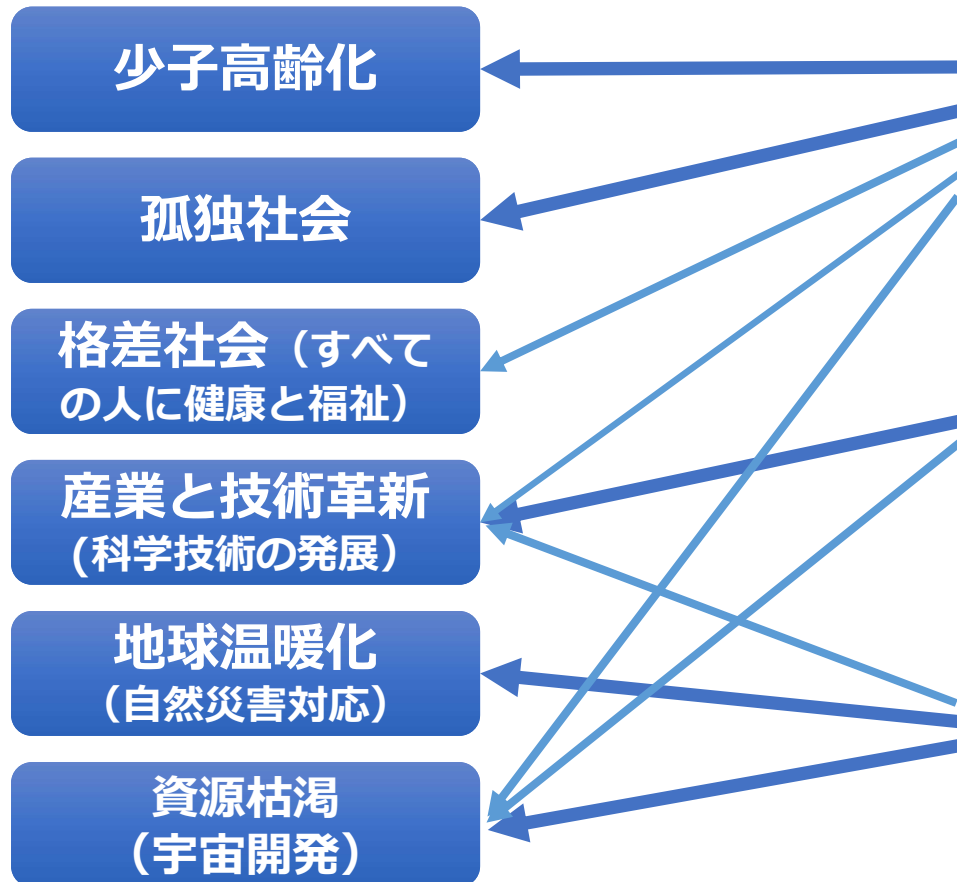 少子高齢化
孤独社会
格差社会（すべて
の人に健康と福祉）
産業と技術革新
(科学技術の発展）
地球温暖化
（自然災害対応）
資源枯渇
（宇宙開発）